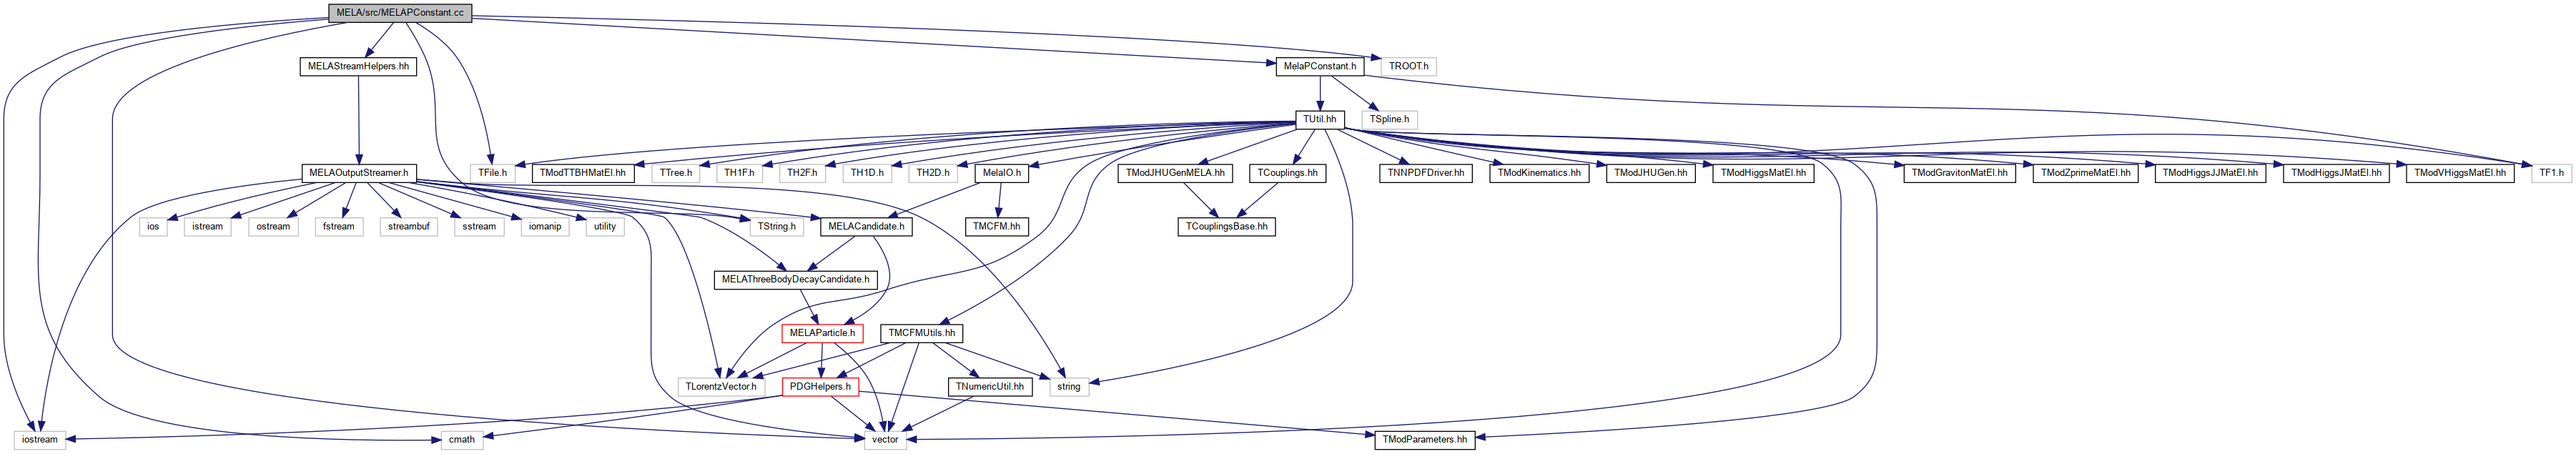 MELA/src/MELAPConstant.cc
MELAStreamHelpers.hh
MelaPConstant.h
TROOT.h
TUtil.hh
TSpline.h
MELAOutputStreamer.h
TFile.h
TModTTBHMatEl.hh
TTree.h
TH1F.h
TH2F.h
TH1D.h
TH2D.h
MelaIO.h
TModJHUGenMELA.hh
TCouplings.hh
TNNPDFDriver.hh
TModKinematics.hh
TModJHUGen.hh
TModHiggsMatEl.hh
TModGravitonMatEl.hh
TModZprimeMatEl.hh
TModHiggsJJMatEl.hh
TModHiggsJMatEl.hh
TModVHiggsMatEl.hh
TF1.h
ios
istream
ostream
fstream
streambuf
sstream
iomanip
utility
TString.h
MELACandidate.h
TMCFM.hh
TCouplingsBase.hh
MELAThreeBodyDecayCandidate.h
MELAParticle.h
TMCFMUtils.hh
TLorentzVector.h
PDGHelpers.h
TNumericUtil.hh
string
iostream
cmath
vector
TModParameters.hh